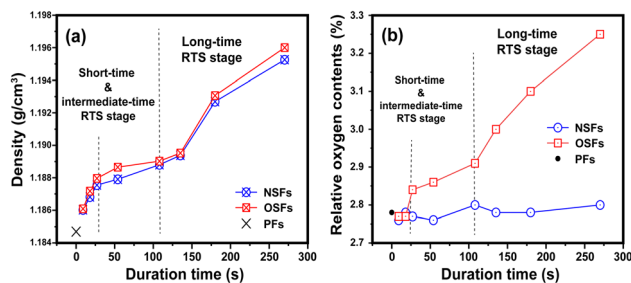 (a)
Long-time
RTS stage
Short-time
&
intermediate-time
RTS stage
NSFs
OSFs
PFs
Density (g/cm³)
1.198
1.196
1.194
1.192
1.190
1.188
1.186
1.184
0 50 100 150 200 250 300
Duration time (s)
(b)
Long-time
RTS stage
Short-time
&
intermediate-time
RTS stage
NSFs
OSFs
PFs
Relative oxygen contents (%)
3.3
3.2
3.1
3.0
2.9
2.8
2.7
0 50 100 150 200 250 300
Duration time (s)